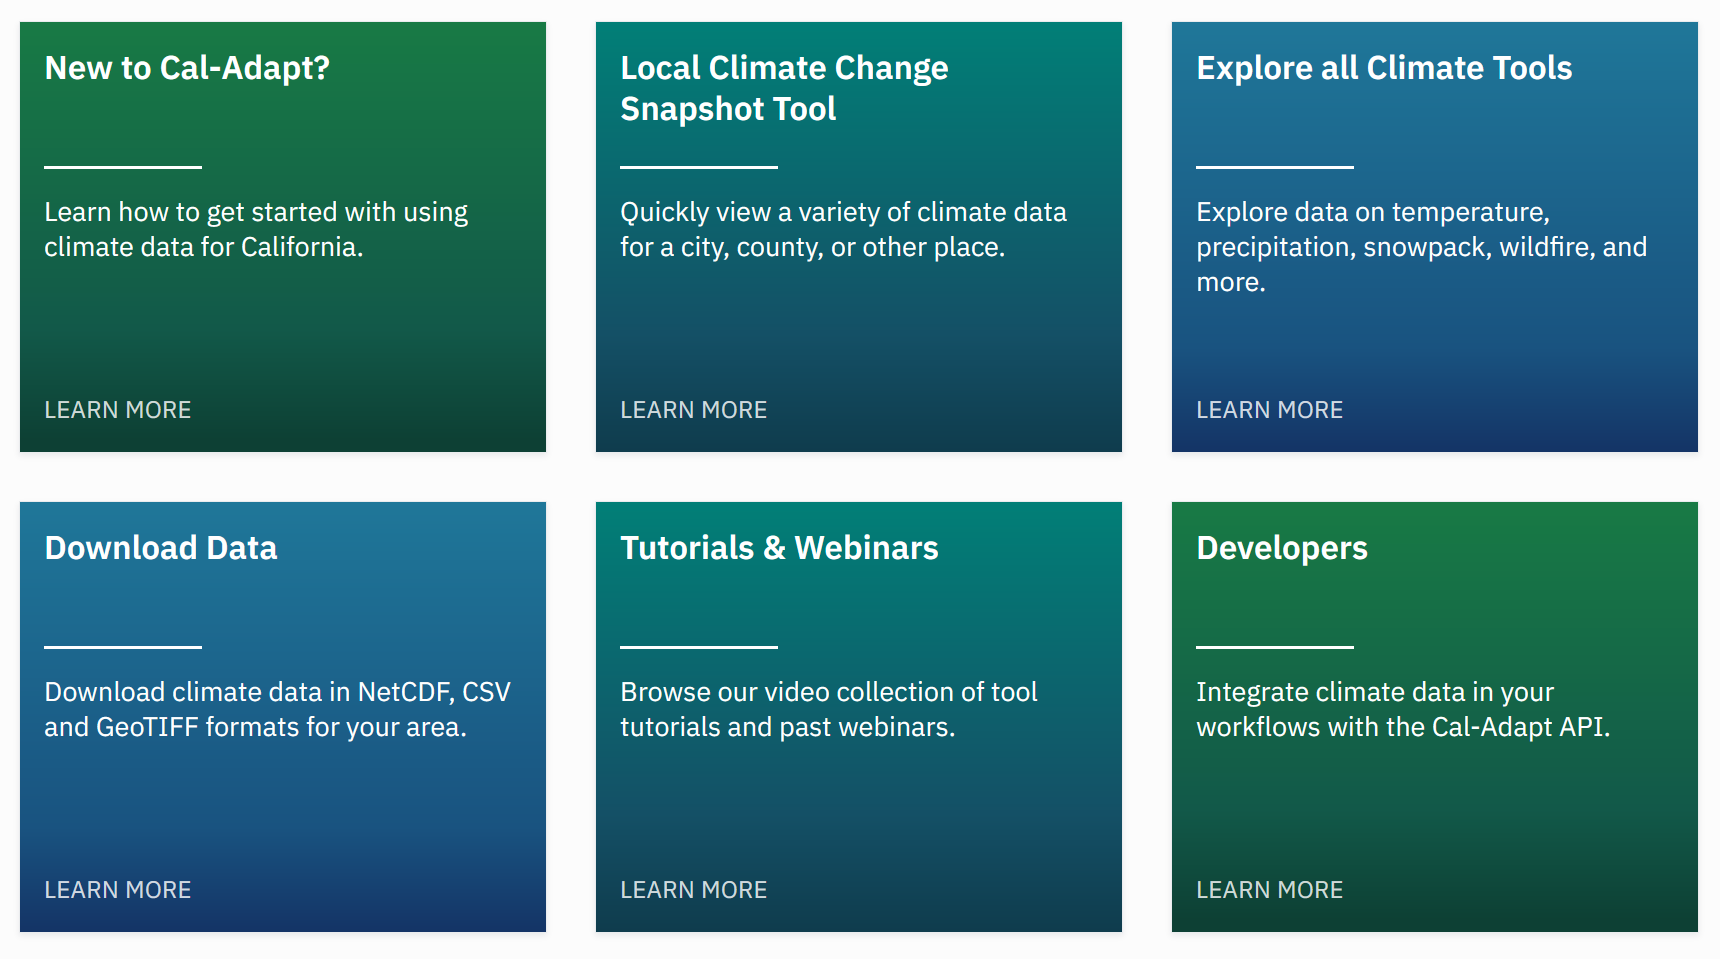 New to Cal-Adapt?
Learn how to get started with using
climate data for California.
LEARN MORE
Local Climate Change
Snapshot Tool
Quickly view a variety of climate data
for a city, county, or other place.
LEARN MORE
Explore all Climate Tools
Explore data on temperature,
precipitation, snowpack, wildfire, and
more.
LEARN MORE
Download Data
Download climate data in NetCDF, CSV
and GeoTIFF formats for your area.
LEARN MORE
Tutorials & Webinars
Browse our video collection of tool
tutorials and past webinars.
LEARN MORE
Developers
Integrate climate data in your
workflows with the Cal-Adapt API.
LEARN MORE